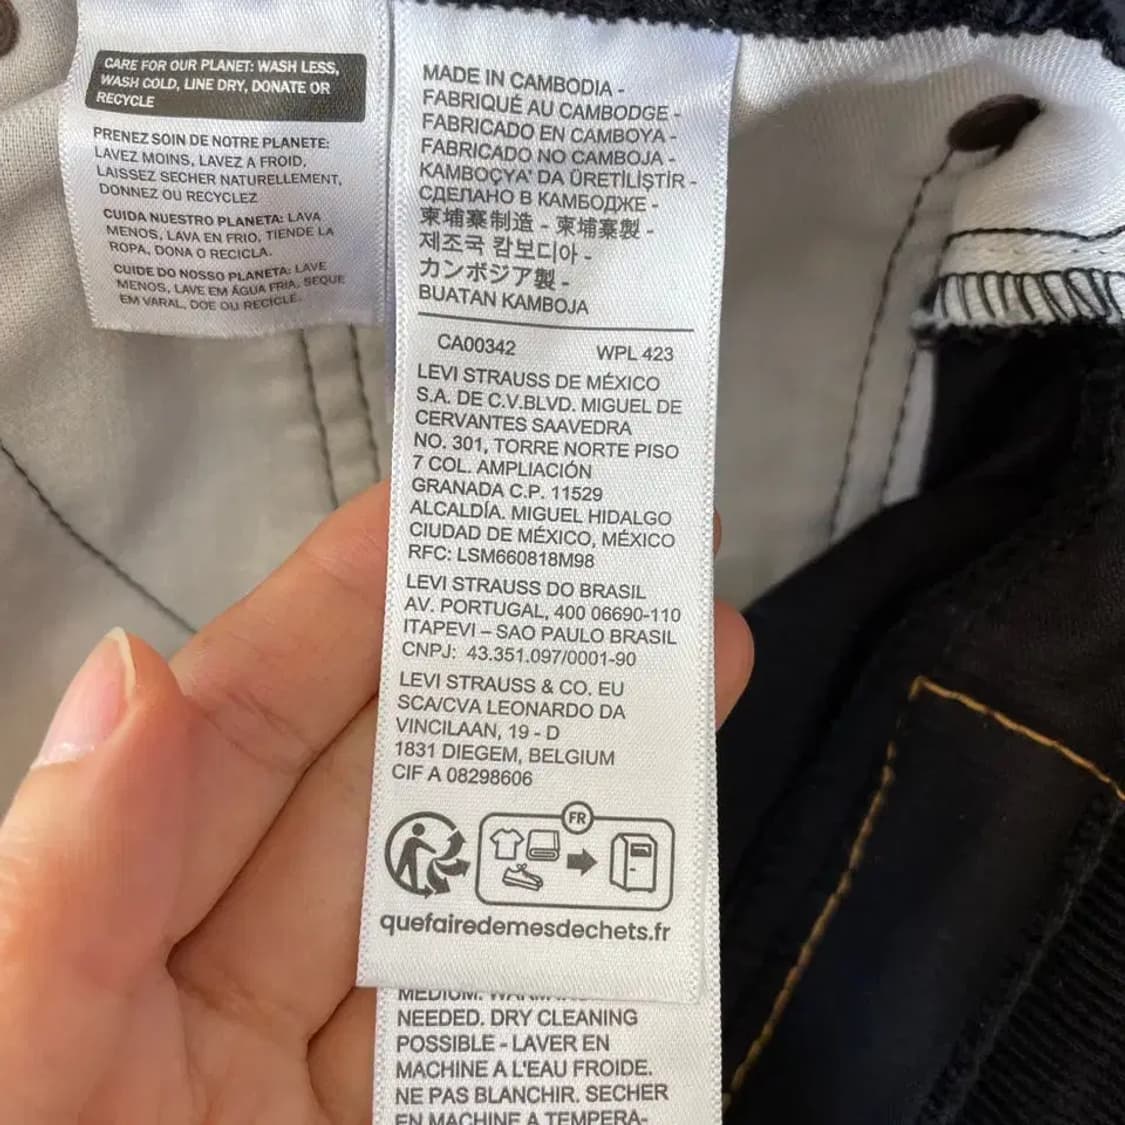 CARE FOR OUR PLANET: WASH LESS,
WASH COLD, LINE DRY, DONATE OR
RECYCLE
PRENEZ SOIN DE NOTRE PLANETE:
LAVEZ MOINS, LAVEZ A FROID,
LAISSEZ SECHER NATURELLEMENT,
DONNEZ OU RECYCLEZ
CUIDA NUESTRO PLANETA: LAVA
MENOS, LAVA EN FRIO, TIENDE LA
ROPA, DONA O RECICLA.
CUIDE DO NOSSO PLANETA: LAVE
MENOS, LAVE EM ÁGUA FRIA, SEQUE
EM VARAL, DOE OU RECICLE.
MADE IN CAMBODIA -
FABRIQUÉ AU CAMBODGE -
FABRICADO EN CAMBOYA -
FABRICADO NO CAMBOJA -
KAMBOÇYA' DA ÜRETİLİŞTİR -
СДЕЛАНО В КАМБОДЖЕ -
柬埔寨制造 - 柬埔寨製 -
제조국 캄보디아 -
カンボジア製 -
BUATAN KAMBOJA
CA00342 WPL 423
LEVI STRAUSS DE MÉXICO
S.A. DE C.V.BLVD. MIGUEL DE
CERVANTES SAAVEDRA
NO. 301, TORRE NORTE PISO
7 COL. AMPLIACIÓN
GRANADA C.P. 11529
ALCALDÍA. MIGUEL HIDALGO
CIUDAD DE MÉXICO, MÉXICO
RFC: LSM660818M98
LEVI STRAUSS DO BRASIL
AV. PORTUGAL, 400 06690-110
ITAPEVI – SAO PAULO BRASIL
CNPJ: 43.351.097/0001-90
LEVI STRAUSS & CO. EU
SCA/CVA LEONARDO DA
VINCILAAN, 19 - D
1831 DIEGEM, BELGIUM
CIF A 08298606
FR
quefairedemesdechets.fr
MEDIUM.
NEEDED. DRY CLEANING
POSSIBLE - LAVER EN
MACHINE A L'EAU FROIDE.
NE PAS BLANCHIR. SECHER
EN MACHINE A TEMPERA-